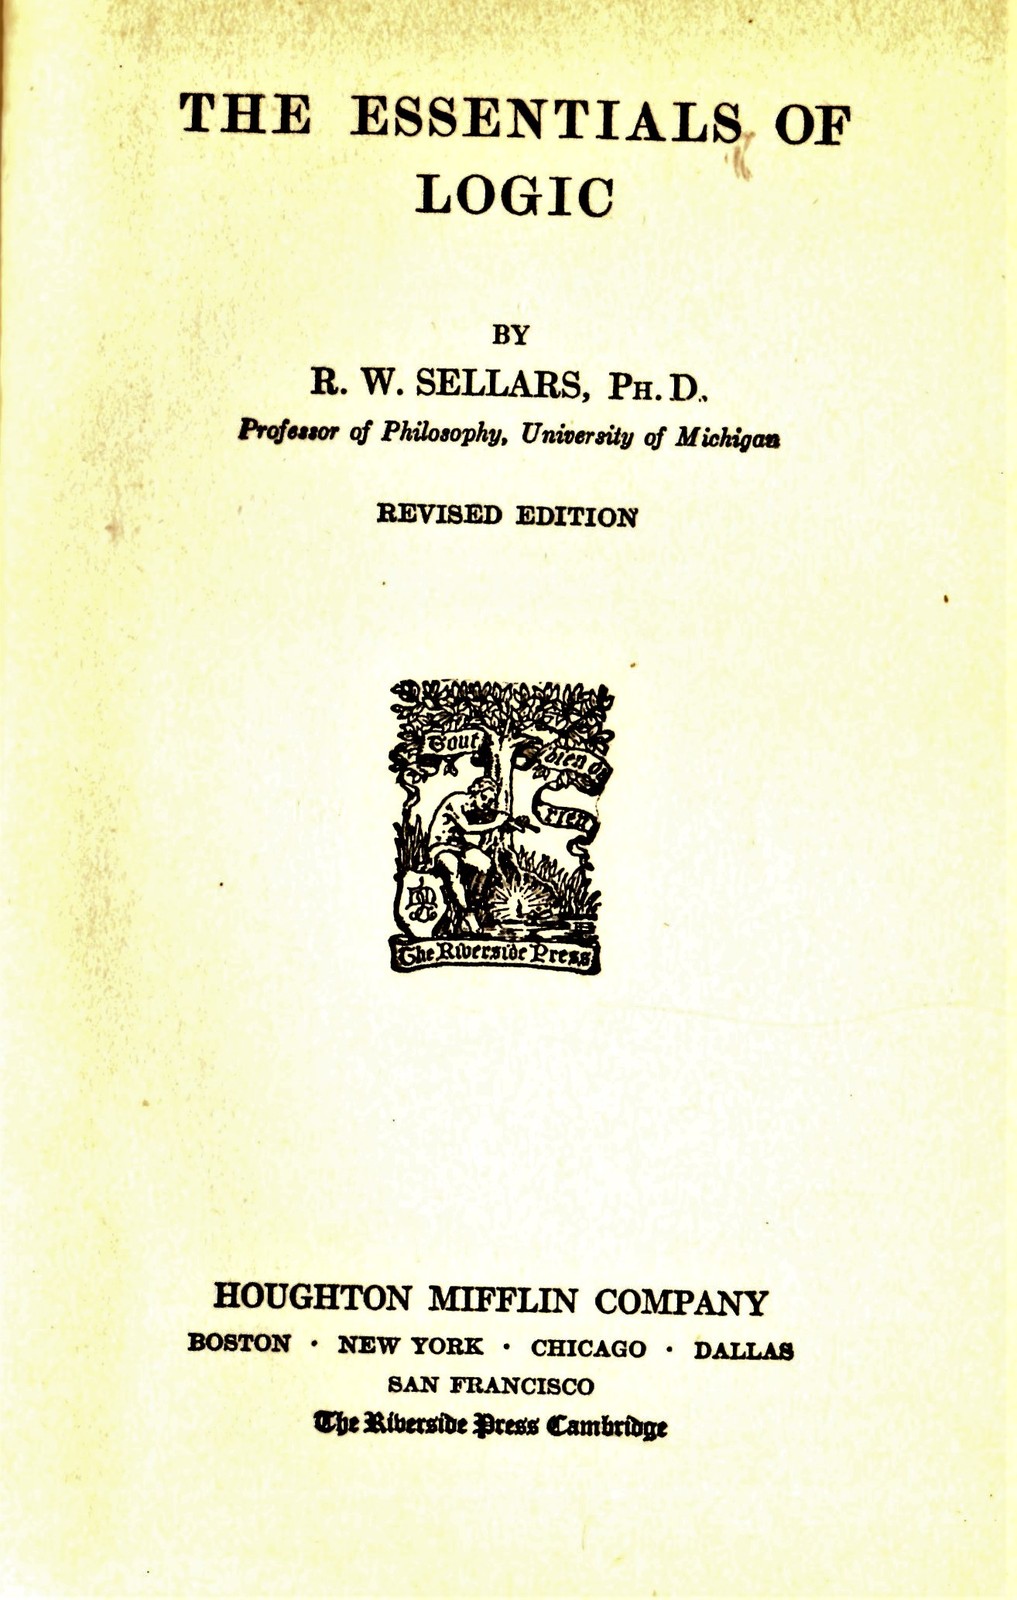 THE ESSENTIALS OF
LOGIC
BY
R. W. SELLARS, PH. D.
Professor of Philosophy, University of Michigan
REVISED EDITION
Tout
bien ou
rien
The Riverside Press
HOUGHTON MIFFLIN COMPANY
BOSTON · NEW YORK · CHICAGO · DALLAS
SAN FRANCISCO
The Riverside Press Cambridge